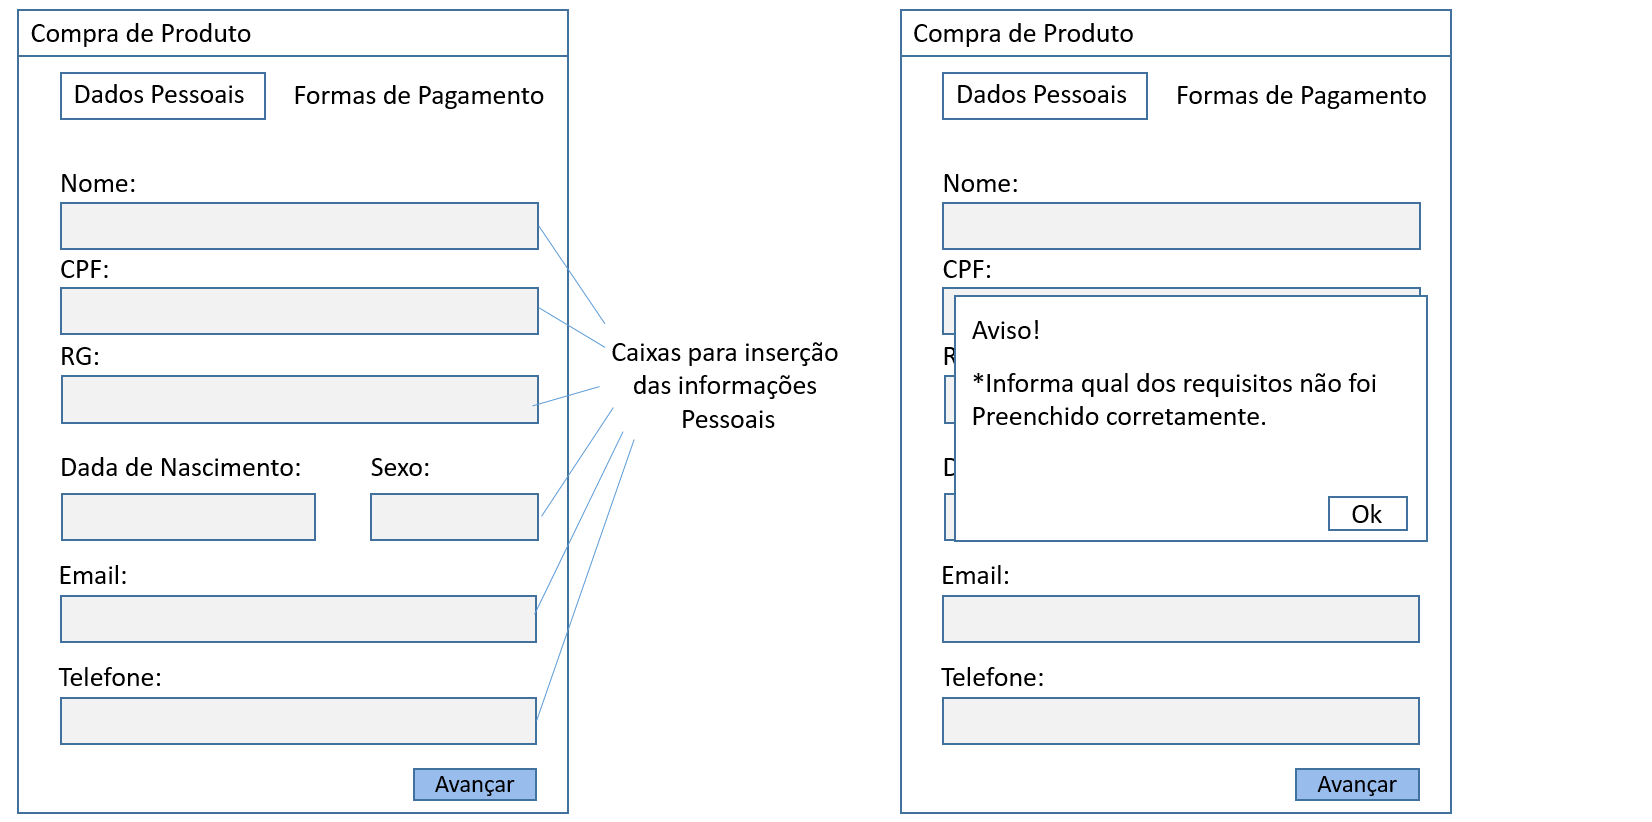 Compra de Produto
Dados Pessoais
Formas de Pagamento
Nome:
CPF:
RG:
Dada de Nascimento:
Sexo:
Email:
Telefone:
Avançar
Caixas para inserção
das informações
Pessoais
Compra de Produto
Dados Pessoais
Formas de Pagamento
Nome:
CPF:
R
D
Aviso!
*Informa qual dos requisitos não foi
Preenchido corretamente.
Ok
Email:
Telefone:
Avançar